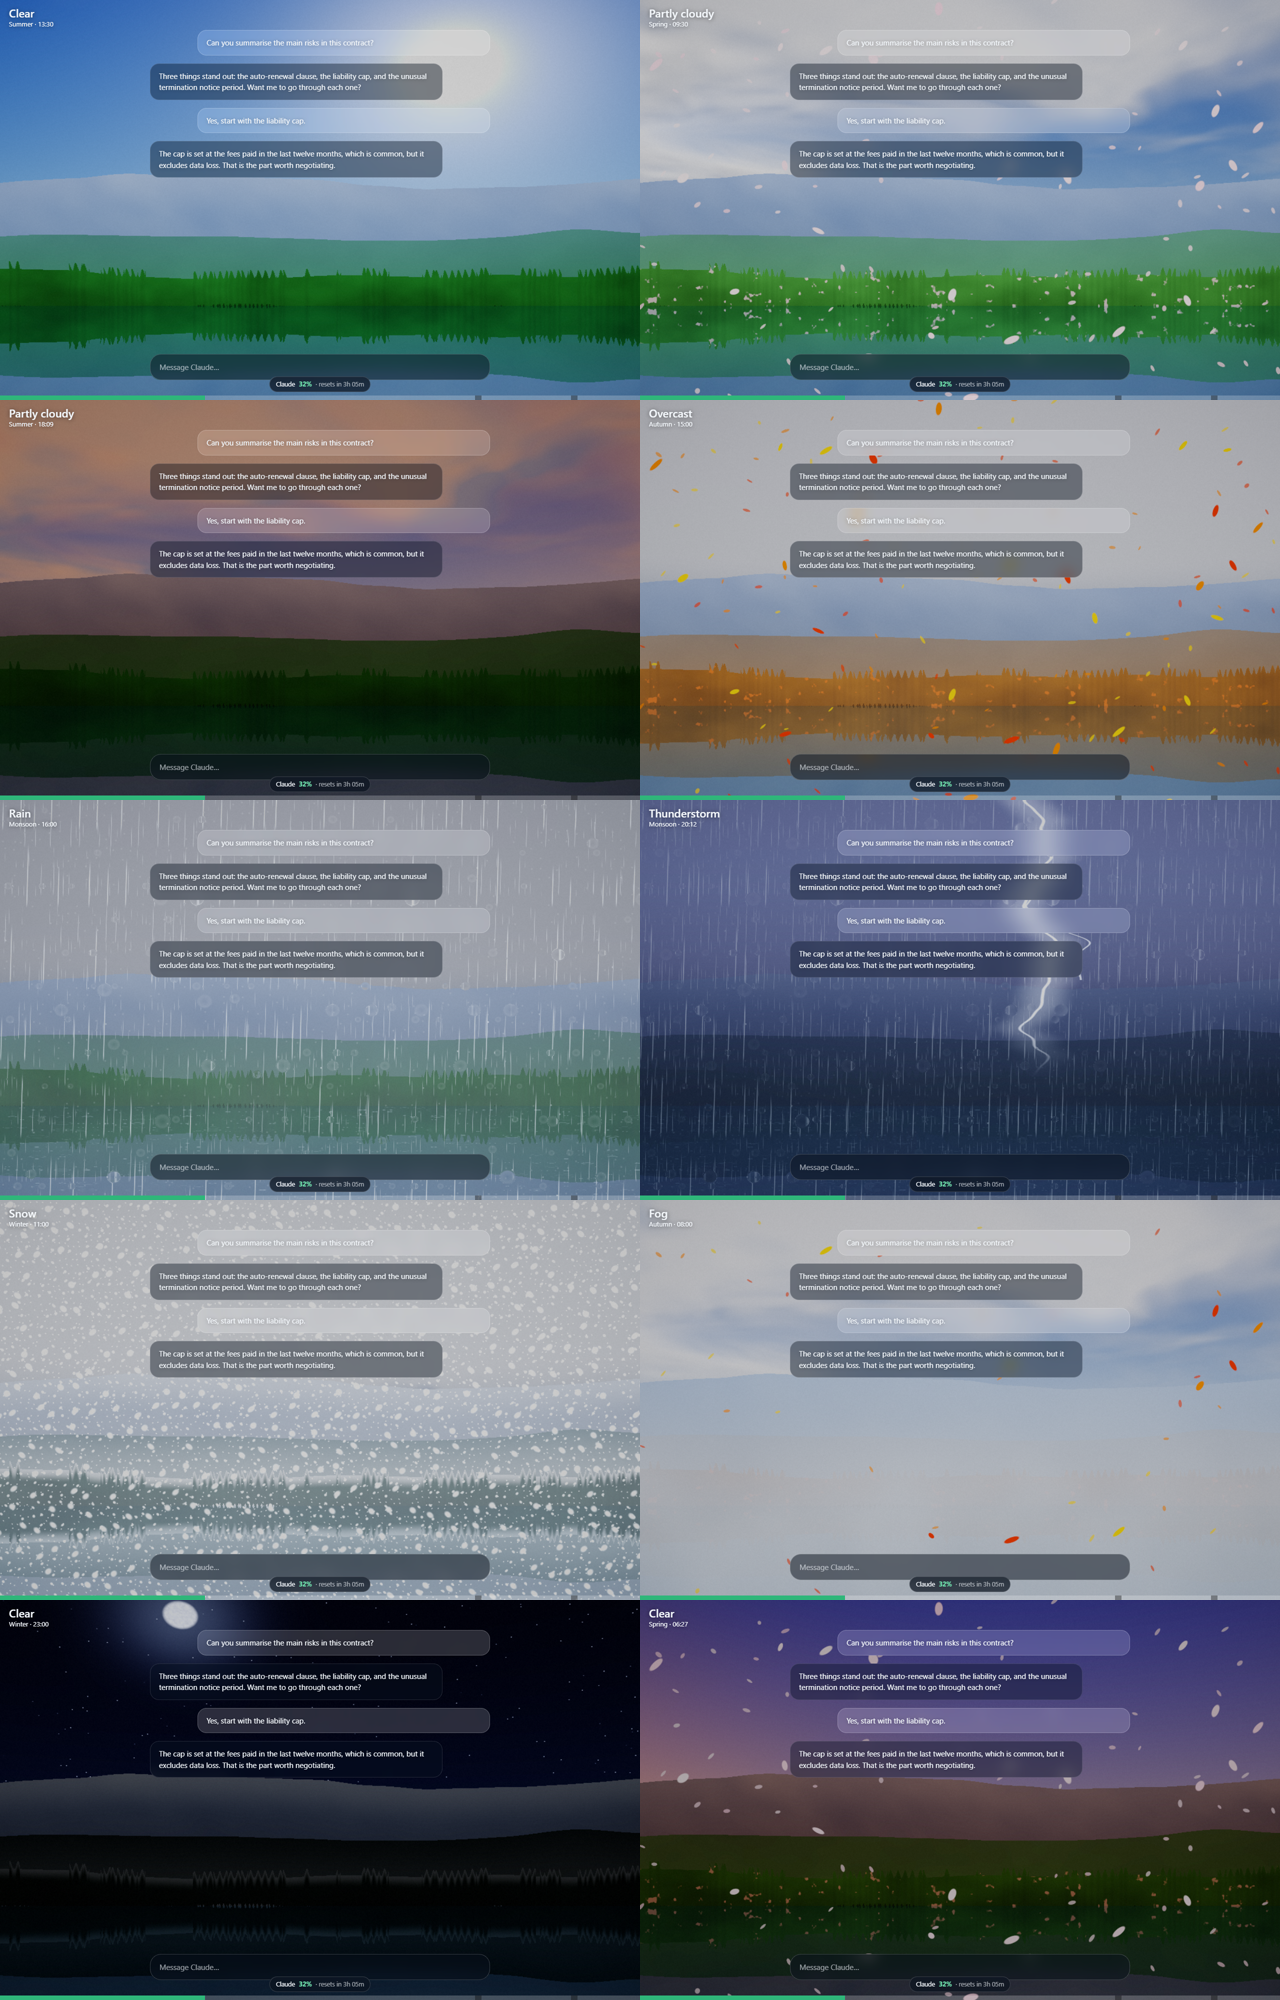 Clear
Summer · 13:30
Can you summarise the main risks in this contract?
Three things stand out: the auto-renewal clause, the liability cap, and the unusual
termination notice period. Want me to go through each one?
Yes, start with the liability cap.
The cap is set at the fees paid in the last twelve months, which is common, but it
excludes data loss. That is the part worth negotiating.
Message Claude...
Claude 32% · resets in 3h 05m
Partly cloudy
Spring · 09:30
Can you summarise the main risks in this contract?
Three things stand out: the auto-renewal clause, the liability cap, and the unusual
termination notice period. Want me to go through each one?
Yes, start with the liability cap.
The cap is set at the fees paid in the last twelve months, which is common, but it
excludes data loss. That is the part worth negotiating.
Message Claude...
Claude 32% · resets in 3h 05m
Partly cloudy
Summer · 18:09
Can you summarise the main risks in this contract?
Three things stand out: the auto-renewal clause, the liability cap, and the unusual
termination notice period. Want me to go through each one?
Yes, start with the liability cap.
The cap is set at the fees paid in the last twelve months, which is common, but it
excludes data loss. That is the part worth negotiating.
Message Claude...
Claude 32% · resets in 3h 05m
Overcast
Autumn · 15:00
Can you summarise the main risks in this contract?
Three things stand out: the auto-renewal clause, the liability cap, and the unusual
termination notice period. Want me to go through each one?
Yes, start with the liability cap.
The cap is set at the fees paid in the last twelve months, which is common, but it
excludes data loss. That is the part worth negotiating.
Message Claude...
Claude 32% · resets in 3h 05m
Rain
Monsoon · 16:00
Can you summarise the main risks in this contract?
Three things stand out: the auto-renewal clause, the liability cap, and the unusual
termination notice period. Want me to go through each one?
Yes, start with the liability cap.
The cap is set at the fees paid in the last twelve months, which is common, but it
excludes data loss. That is the part worth negotiating.
Message Claude...
Claude 32% · resets in 3h 05m
Thunderstorm
Monsoon · 20:12
Can you summarise the main risks in this contract?
Three things stand out: the auto-renewal clause, the liability cap, and the unusual
termination notice period. Want me to go through each one?
Yes, start with the liability cap.
The cap is set at the fees paid in the last twelve months, which is common, but it
excludes data loss. That is the part worth negotiating.
Message Claude...
Claude 32% · resets in 3h 05m
Snow
Winter · 11:00
Can you summarise the main risks in this contract?
Three things stand out: the auto-renewal clause, the liability cap, and the unusual
termination notice period. Want me to go through each one?
Yes, start with the liability cap.
The cap is set at the fees paid in the last twelve months, which is common, but it
excludes data loss. That is the part worth negotiating.
Message Claude...
Claude 32% · resets in 3h 05m
Fog
Autumn · 08:00
Can you summarise the main risks in this contract?
Three things stand out: the auto-renewal clause, the liability cap, and the unusual
termination notice period. Want me to go through each one?
Yes, start with the liability cap.
The cap is set at the fees paid in the last twelve months, which is common, but it
excludes data loss. That is the part worth negotiating.
Message Claude...
Claude 32% · resets in 3h 05m
Clear
Winter · 23:00
Can you summarise the main risks in this contract?
Three things stand out: the auto-renewal clause, the liability cap, and the unusual
termination notice period. Want me to go through each one?
Yes, start with the liability cap.
The cap is set at the fees paid in the last twelve months, which is common, but it
excludes data loss. That is the part worth negotiating.
Message Claude...
Claude 32% · resets in 3h 05m
Clear
Spring · 06:27
Can you summarise the main risks in this contract?
Three things stand out: the auto-renewal clause, the liability cap, and the unusual
termination notice period. Want me to go through each one?
Yes, start with the liability cap.
The cap is set at the fees paid in the last twelve months, which is common, but it
excludes data loss. That is the part worth negotiating.
Message Claude...
Claude 32% · resets in 3h 05m